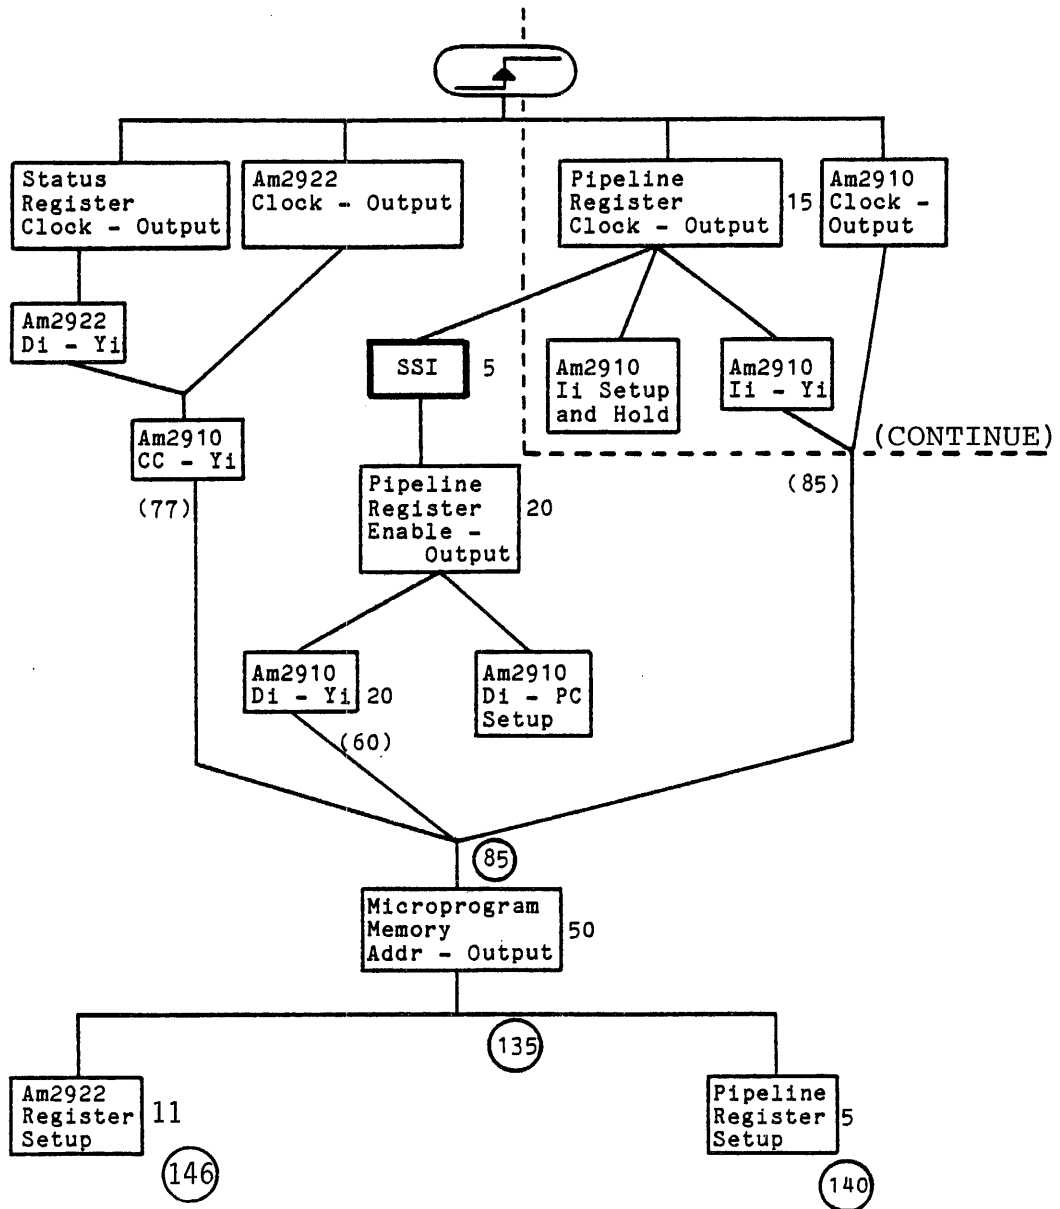 Status
Register
Clock - Output
Am2922
Clock - Output
Pipeline
Register
Clock - Output
15
Am2910
Clock -
Output
Am2922
Di - Yi
SSI
5
Am2910
Ii Setup
and Hold
Am2910
Ii - Yi
(CONTINUE)
Am2910
CC - Yi
(77)
Pipeline
Register
Enable -
Output
20
(85)
Am2910
Di - Yi
20
(60)
Am2910
Di - PC
Setup
85
Microprogram
Memory
Addr - Output
50
135
Am2922
Register
Setup
11
146
Pipeline
Register
Setup
5
140